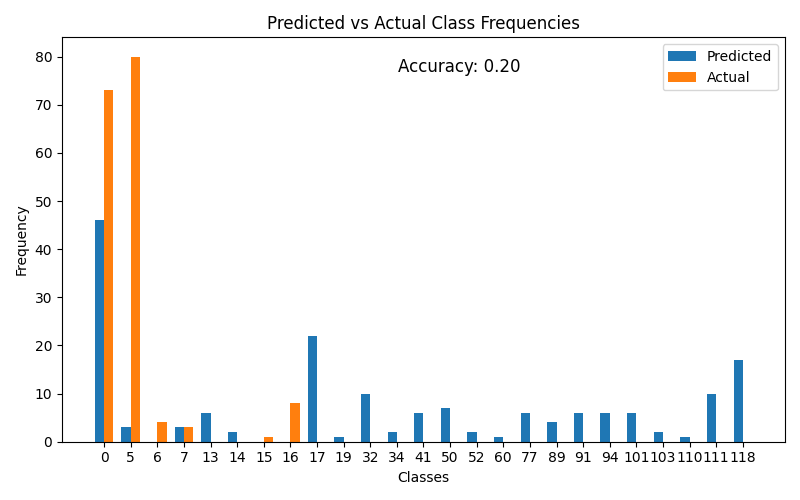 Predicted vs Actual Class Frequencies
Accuracy: 0.20
Predicted
Actual
Frequency
80
70
60
50
40
30
20
10
0
0 5 6 7 13 14 15 16 17 19 32 34 41 50 52 60 77 89 91 94 101 103 110 111 118
Classes